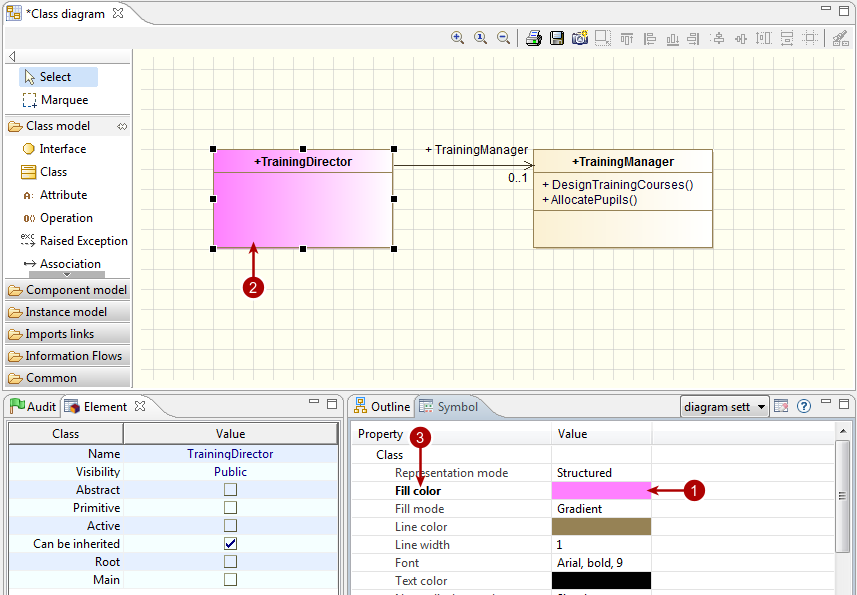 *Class diagram
Select
Marquee
Class model
Interface
Class
Attribute
Operation
Raised Exception
Association
Component model
Instance model
Imports links
Information Flows
Common
+TrainingDirector
+ TrainingManager
0..1
+TrainingManager
+ DesignTrainingCourses()
+ AllocatePupils()
2
Audit Element
Class Value
Name TrainingDirector
Visibility Public
Abstract
Primitive
Active
Can be inherited
Root
Main
Outline Symbol diagram sett
Property Value
3
Class
Representation mode Structured
Fill color 1
Fill mode Gradient
Line color
Line width 1
Font Arial, bold, 9
Text color